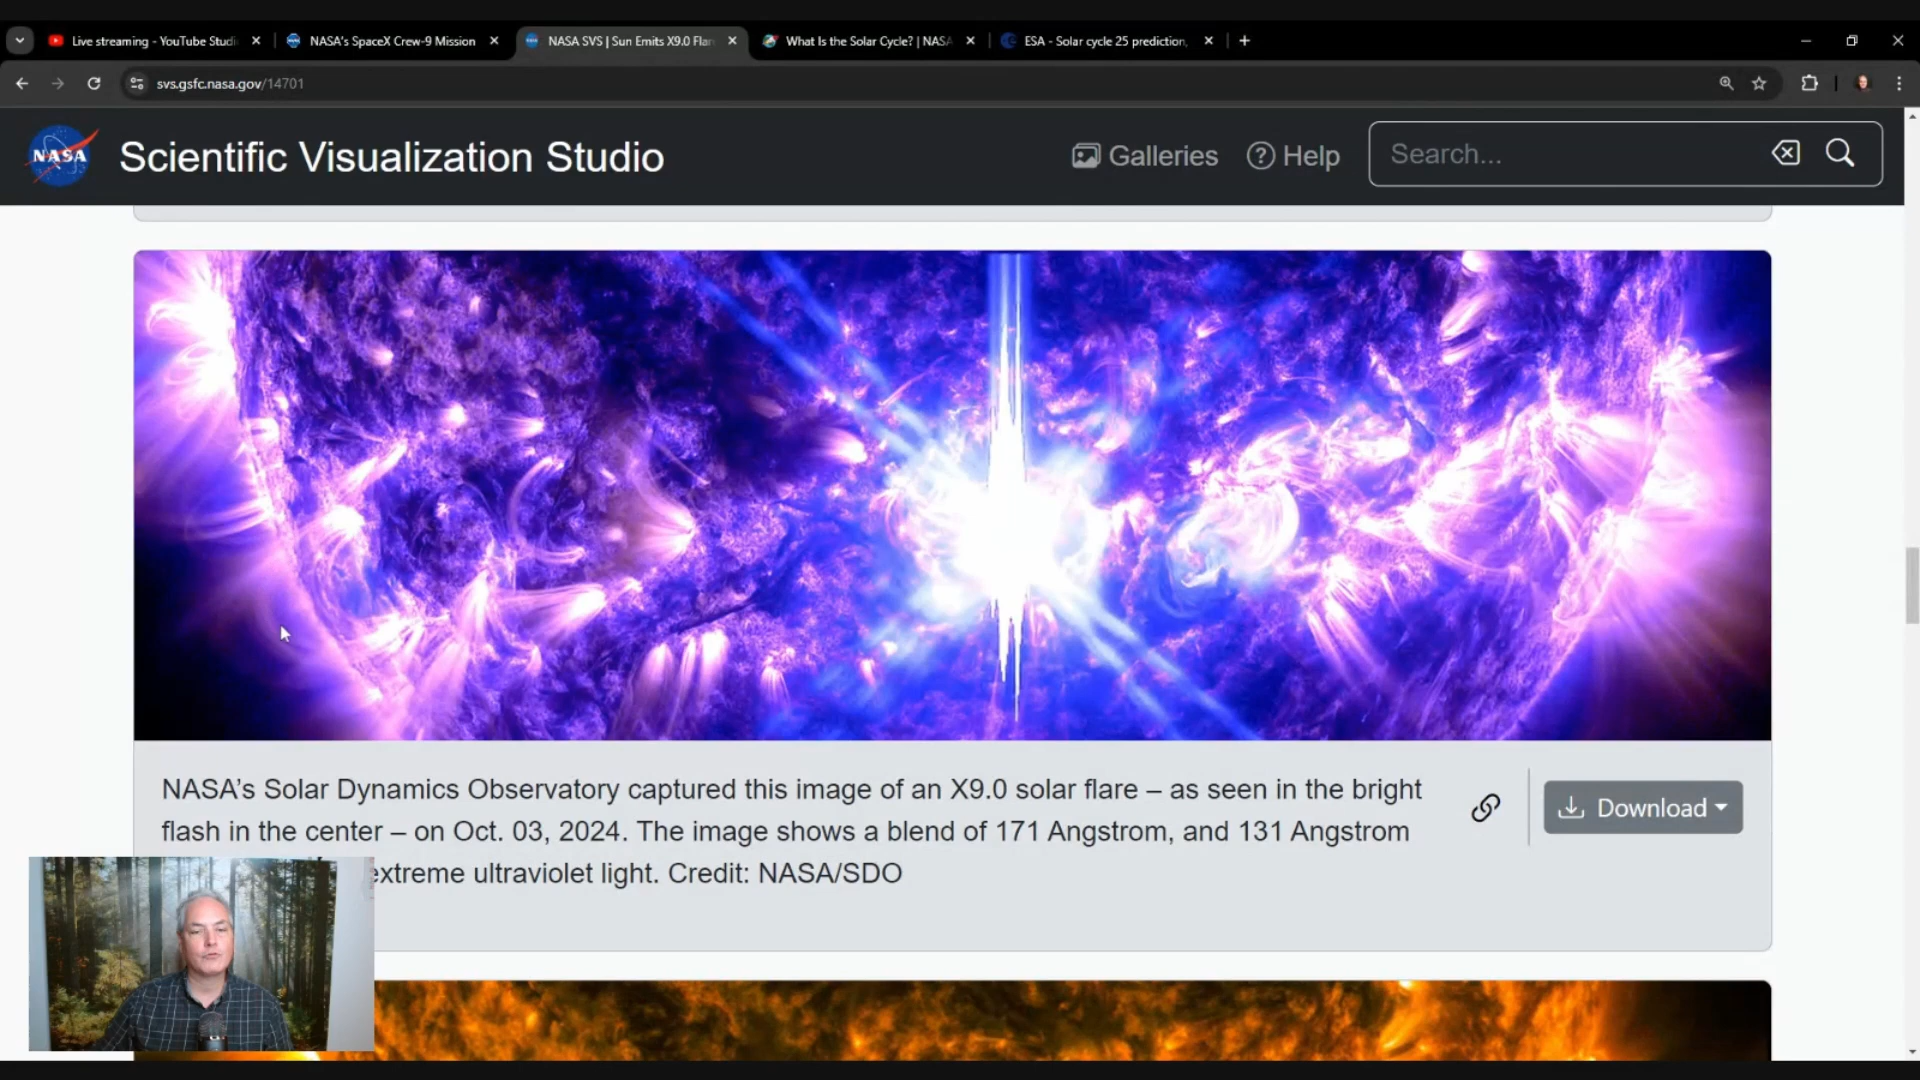 Live streaming - YouTube Studi
NASA's SpaceX Crew-9 Mission
NASA SVS | Sun Emits X9.0 Flar
What Is the Solar Cycle? | NASA
ESA - Solar cycle 25 prediction,
svs.gsfc.nasa.gov/14701
NASA
Scientific Visualization Studio
Galleries
Help
Search...
NASA's Solar Dynamics Observatory captured this image of an X9.0 solar flare – as seen in the bright
flash in the center – on Oct. 03, 2024. The image shows a blend of 171 Angstrom, and 131 Angstrom
extreme ultraviolet light. Credit: NASA/SDO
Download